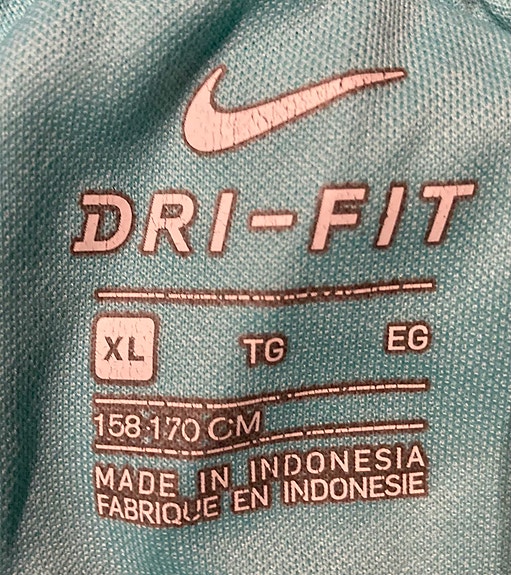 DRI-FIT
XL TG EG
158-170 CM
MADE IN INDONESIA
FABRIQUE EN INDONESIE